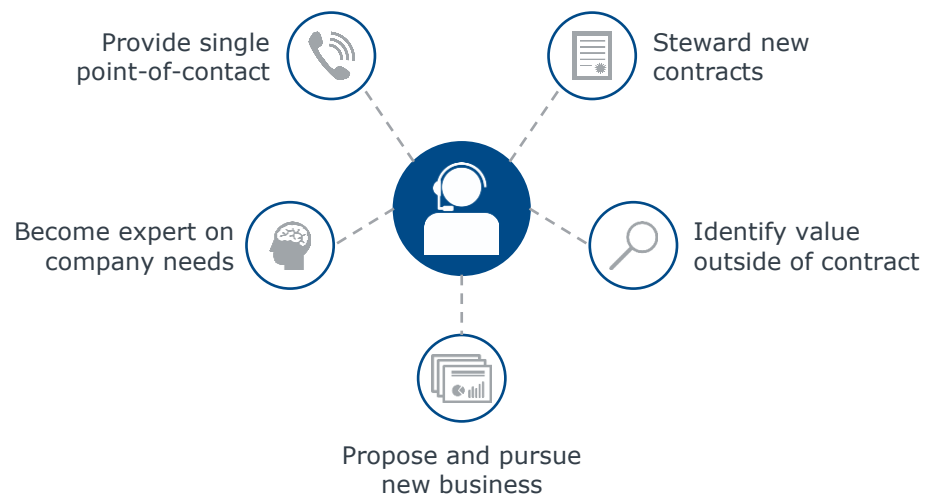 Provide single
point-of-contact
Steward new
contracts
Become expert on
company needs
Identify value
outside of contract
Propose and pursue
new business